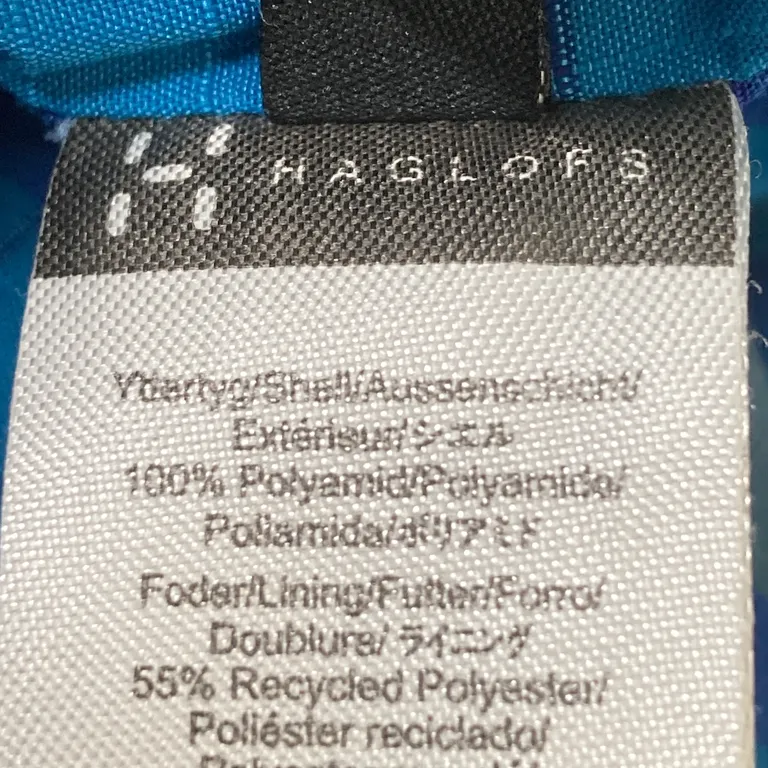 HAGLOFS
Ydertyg/Shell/Aussenschicht/
Extérieur/シェル
100% Polyamid/Polyamide/
Poliamida/ポリアミド
Foder/Lining/Futter/Forro/
Doublure/ ライニング
55% Recycled Polyester/
Poliéster reciclado/